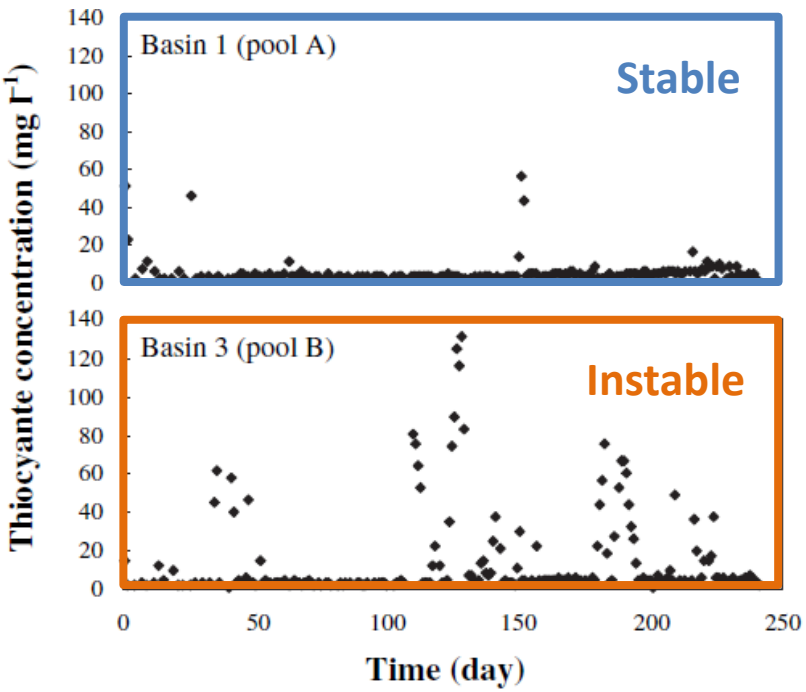 Thiocyante concentration (mg l⁻¹)
140
120
100
80
60
40
20
0
Basin 1 (pool A)
Stable
140
120
100
80
60
40
20
0
Basin 3 (pool B)
Instable
0 50 100 150 200 250
Time (day)